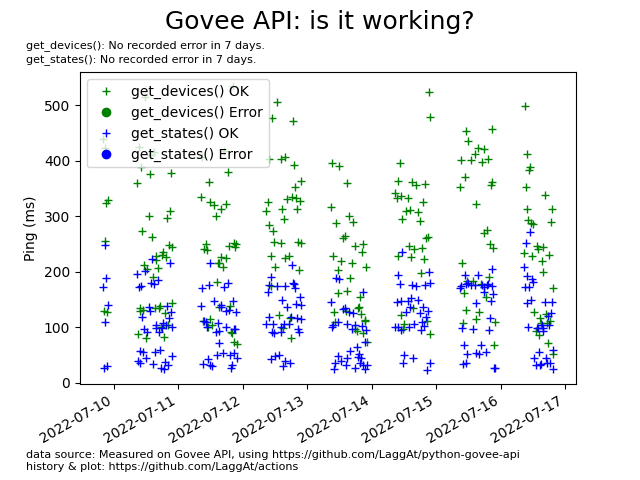 Govee API: is it working?
get_devices(): No recorded error in 7 days.
get_states(): No recorded error in 7 days.
get_devices() OK
get_devices() Error
get_states() OK
get_states() Error
Ping (ms)
500
400
300
200
100
0
2022-07-10
2022-07-11
2022-07-12
2022-07-13
2022-07-14
2022-07-15
2022-07-16
2022-07-17
data source: Measured on Govee API, using https://github.com/LaggAt/python-govee-api
history & plot: https://github.com/LaggAt/actions